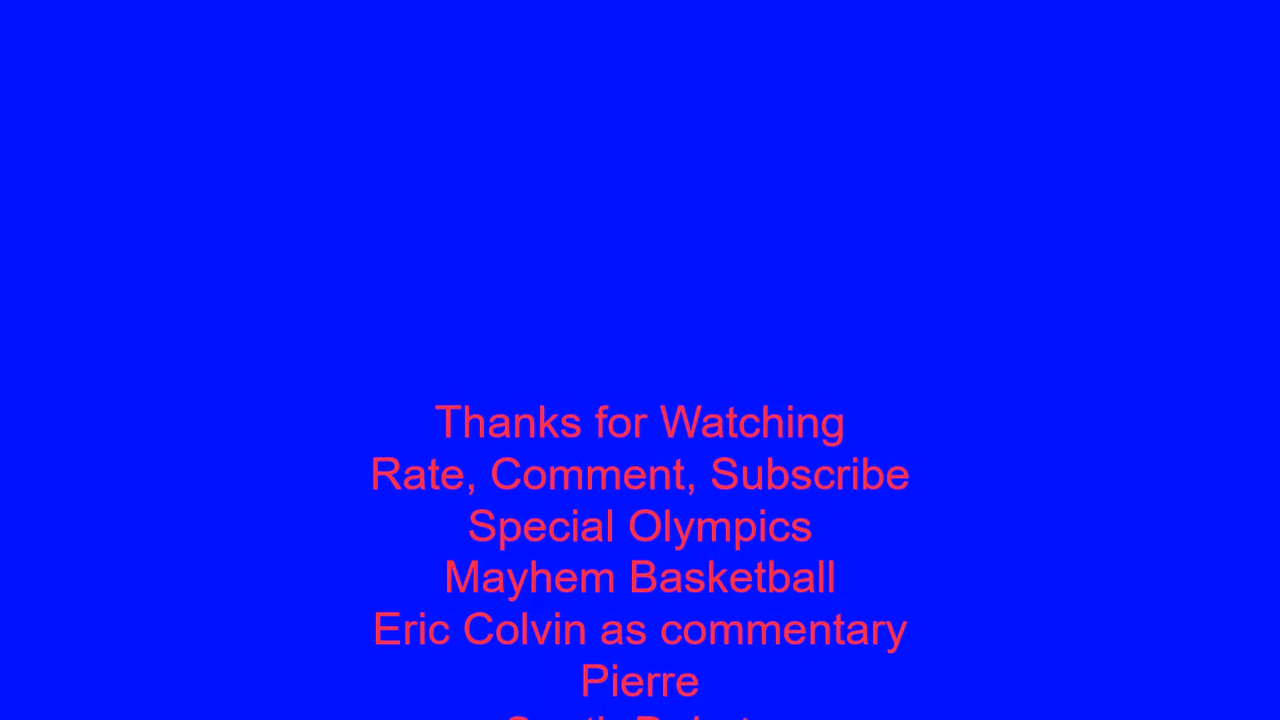 Thanks for Watching
Rate, Comment, Subscribe
Special Olympics
Mayhem Basketball
Eric Colvin as commentary
Pierre